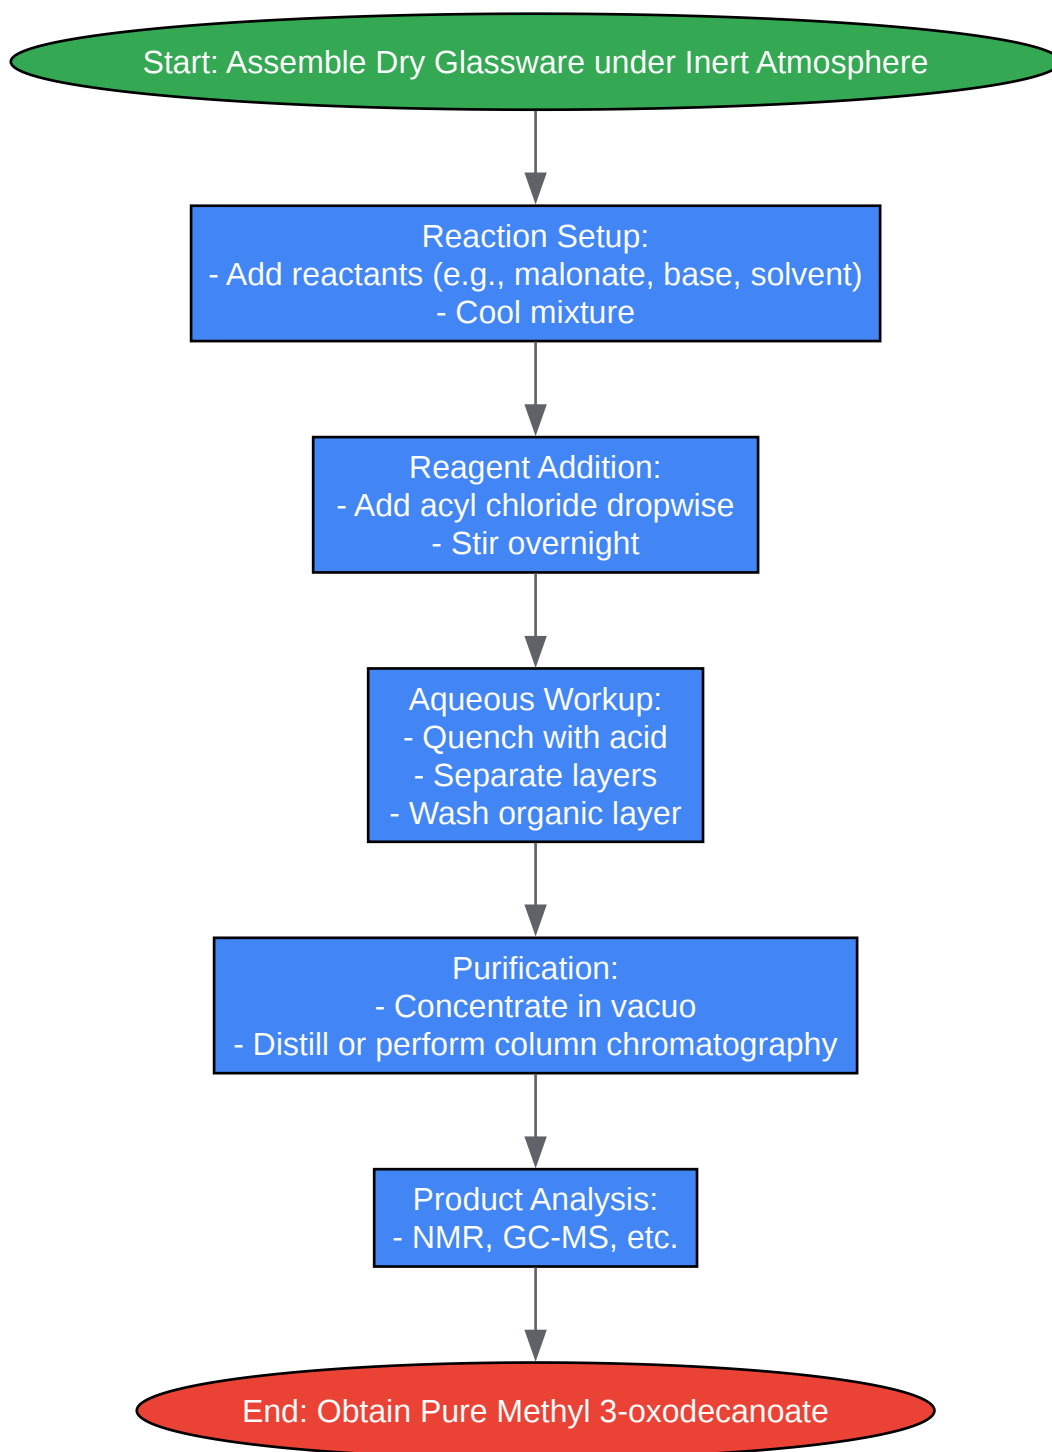 Start: Assemble Dry Glassware under Inert Atmosphere
Reaction Setup:
- Add reactants (e.g., malonate, base, solvent)
- Cool mixture
Reagent Addition:
- Add acyl chloride dropwise
- Stir overnight
Aqueous Workup:
- Quench with acid
- Separate layers
- Wash organic layer
Purification:
- Concentrate in vacuo
- Distill or perform column chromatography
Product Analysis:
- NMR, GC-MS, etc.
End: Obtain Pure Methyl 3-oxodecanoate